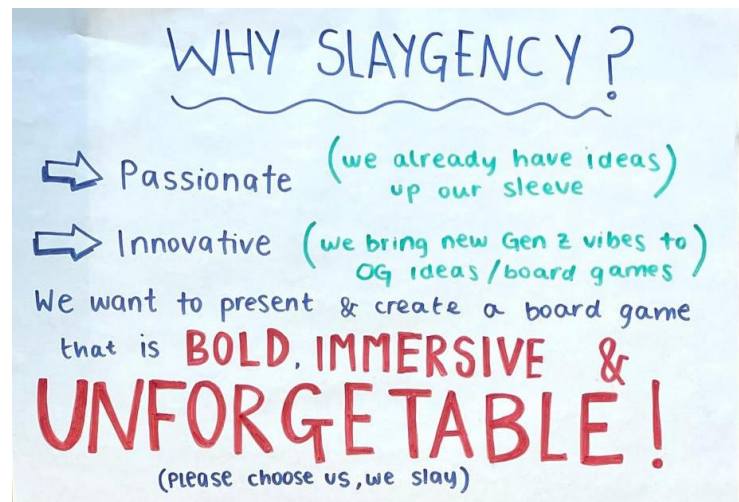 WHY SLAYGENCY?
Passionate (we already have ideas
up our sleeve)
Innovative (we bring new Gen Z vibes to
OG ideas/board games)
We want to present & create a board game
that is BOLD, IMMERSIVE &
UNFORGETABLE!
(Please choose us, we slay)